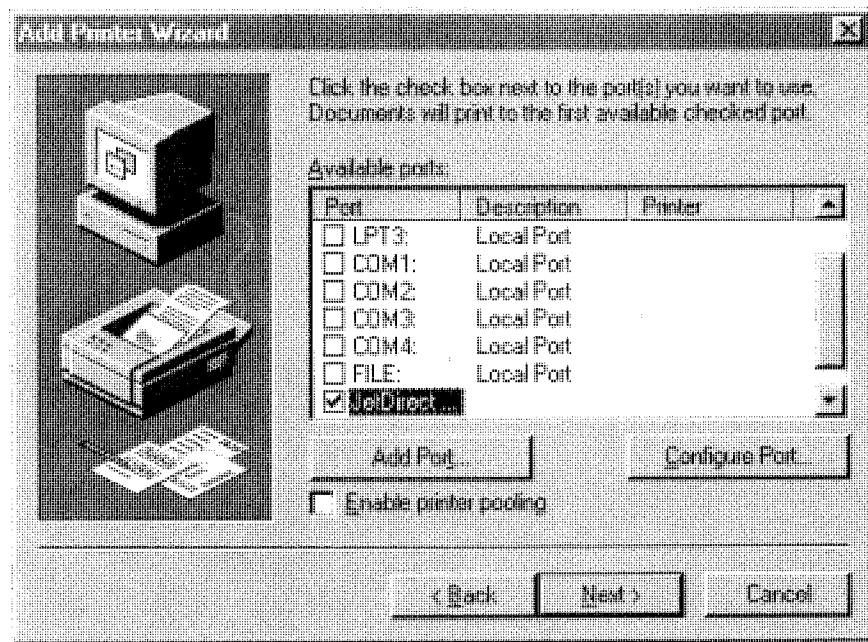 Add Printer Wizard
Click the check box next to the port(s) you want to use.
Documents will print to the first available checked port.
Available ports:
Port Description Printer
LPT3: Local Port
COM1: Local Port
COM2: Local Port
COM3: Local Port
COM4: Local Port
FILE: Local Port
JetDirect ...
Add Port... Configure Port...
Enable printer pooling
< Back Next > Cancel